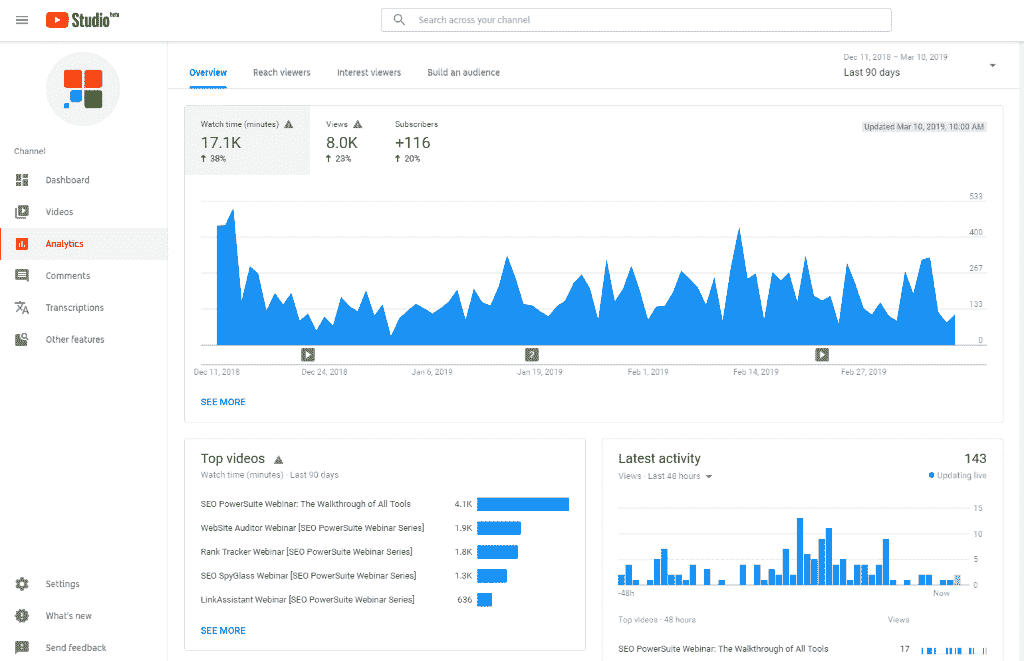 Studio beta
Search across your channel
Dec 11, 2018 – Mar 10, 2019
Last 90 days
Overview
Reach viewers
Interest viewers
Build an audience
Channel
Dashboard
Videos
Analytics
Comments
Transcriptions
Other features
Settings
What's new
Send feedback
Watch time (minutes)
17.1K
38%
Views
8.0K
23%
Subscribers
+116
20%
Updated Mar 10, 2019, 10:00 AM
533
400
267
133
0
2
Dec 11, 2018
Dec 24, 2018
Jan 6, 2019
Jan 19, 2019
Feb 1, 2019
Feb 14, 2019
Feb 27, 2019
SEE MORE
Top videos
Watch time (minutes) · Last 90 days
SEO PowerSuite Webinar: The Walkthrough of All Tools 4.1K
WebSite Auditor Webinar [SEO PowerSuite Webinar Series] 1.9K
Rank Tracker Webinar [SEO PowerSuite Webinar Series] 1.8K
SEO SpyGlass Webinar [SEO PowerSuite Webinar Series] 1.3K
LinkAssistant Webinar [SEO PowerSuite Webinar Series] 636
SEE MORE
Latest activity 143
Views · Last 48 hours
Updating live
15
10
5
0
-48h Now
Top videos · 48 hours Views
SEO PowerSuite Webinar: The Walkthrough of All Tools 17